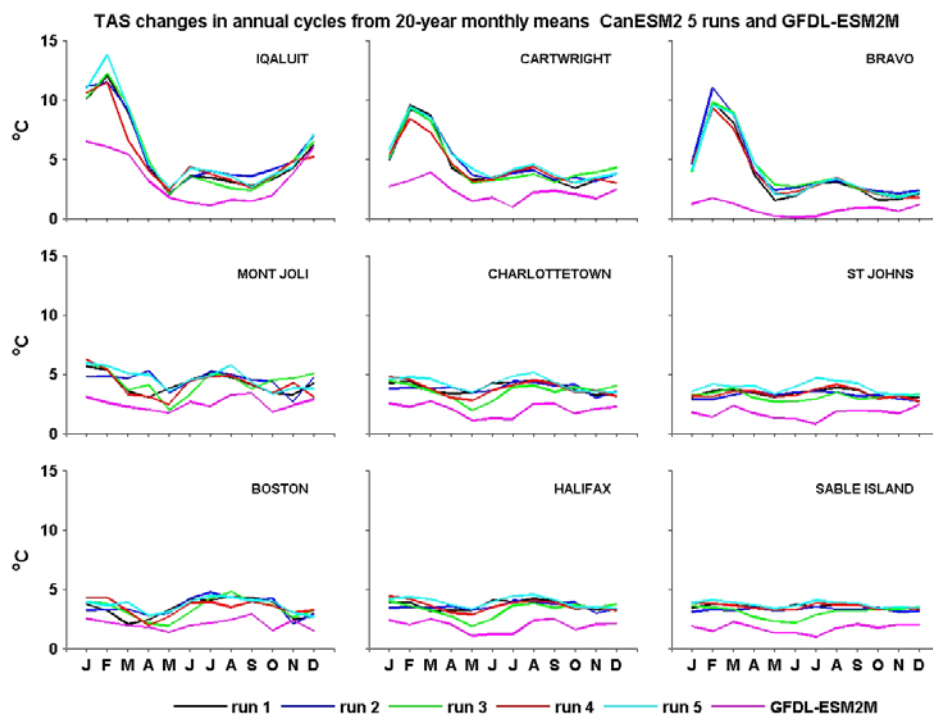 TAS changes in annual cycles from 20-year monthly means CanESM2 5 runs and GFDL-ESM2M
IQALUIT
CARTWRIGHT
BRAVO
15
10
5
0
°C
MONT JOLI
CHARLOTTETOWN
ST JOHNS
15
10
5
0
°C
BOSTON
HALIFAX
SABLE ISLAND
15
10
5
0
°C
J F M A M J J A S O N D
J F M A M J J A S O N D
J F M A M J J A S O N D
run 1 run 2 run 3 run 4 run 5 GFDL-ESM2M